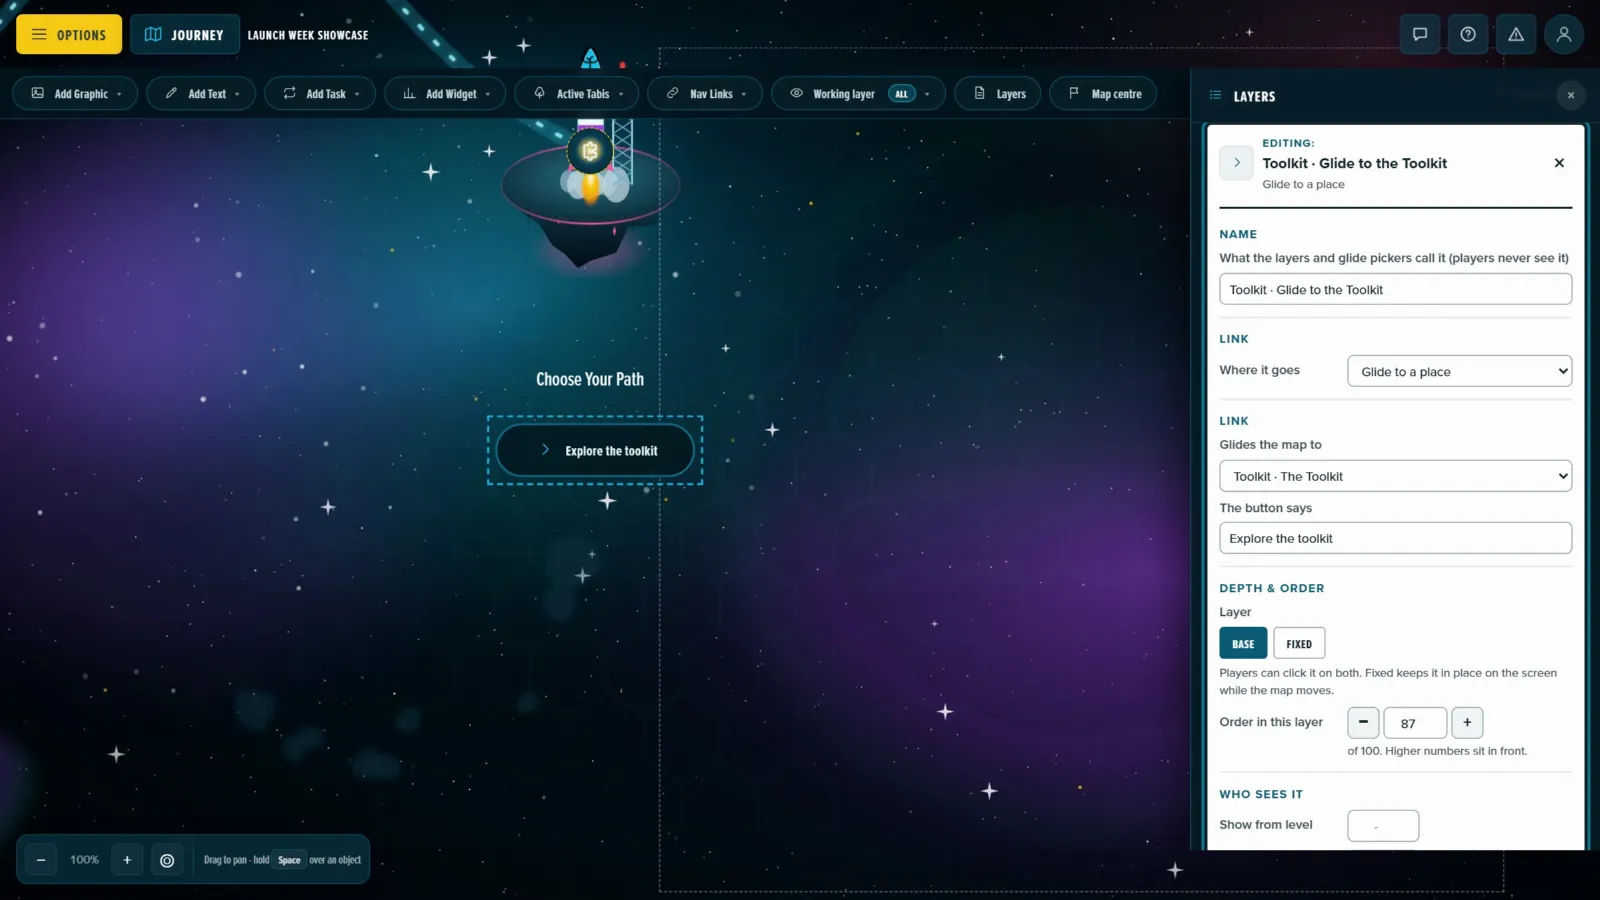 OPTIONS
JOURNEY
LAUNCH WEEK SHOWCASE
Add Graphic
Add Text
Add Task
Add Widget
Active Tabis
Nav Links
Working layer ALL
Layers
Map centre
LAYERS
EDITING:
Toolkit · Glide to the Toolkit
Glide to a place
NAME
What the layers and glide pickers call it (players never see it)
Toolkit · Glide to the Toolkit
LINK
Where it goes
Glide to a place
LINK
Glides the map to
Toolkit · The Toolkit
The button says
Explore the toolkit
DEPTH & ORDER
Layer
BASE
FIXED
Players can click it on both. Fixed keeps it in place on the screen
while the map moves.
Order in this layer
87
of 100. Higher numbers sit in front.
WHO SEES IT
Show from level
-
Choose Your Path
Explore the toolkit
100%
Drag to pan · hold Space over an object